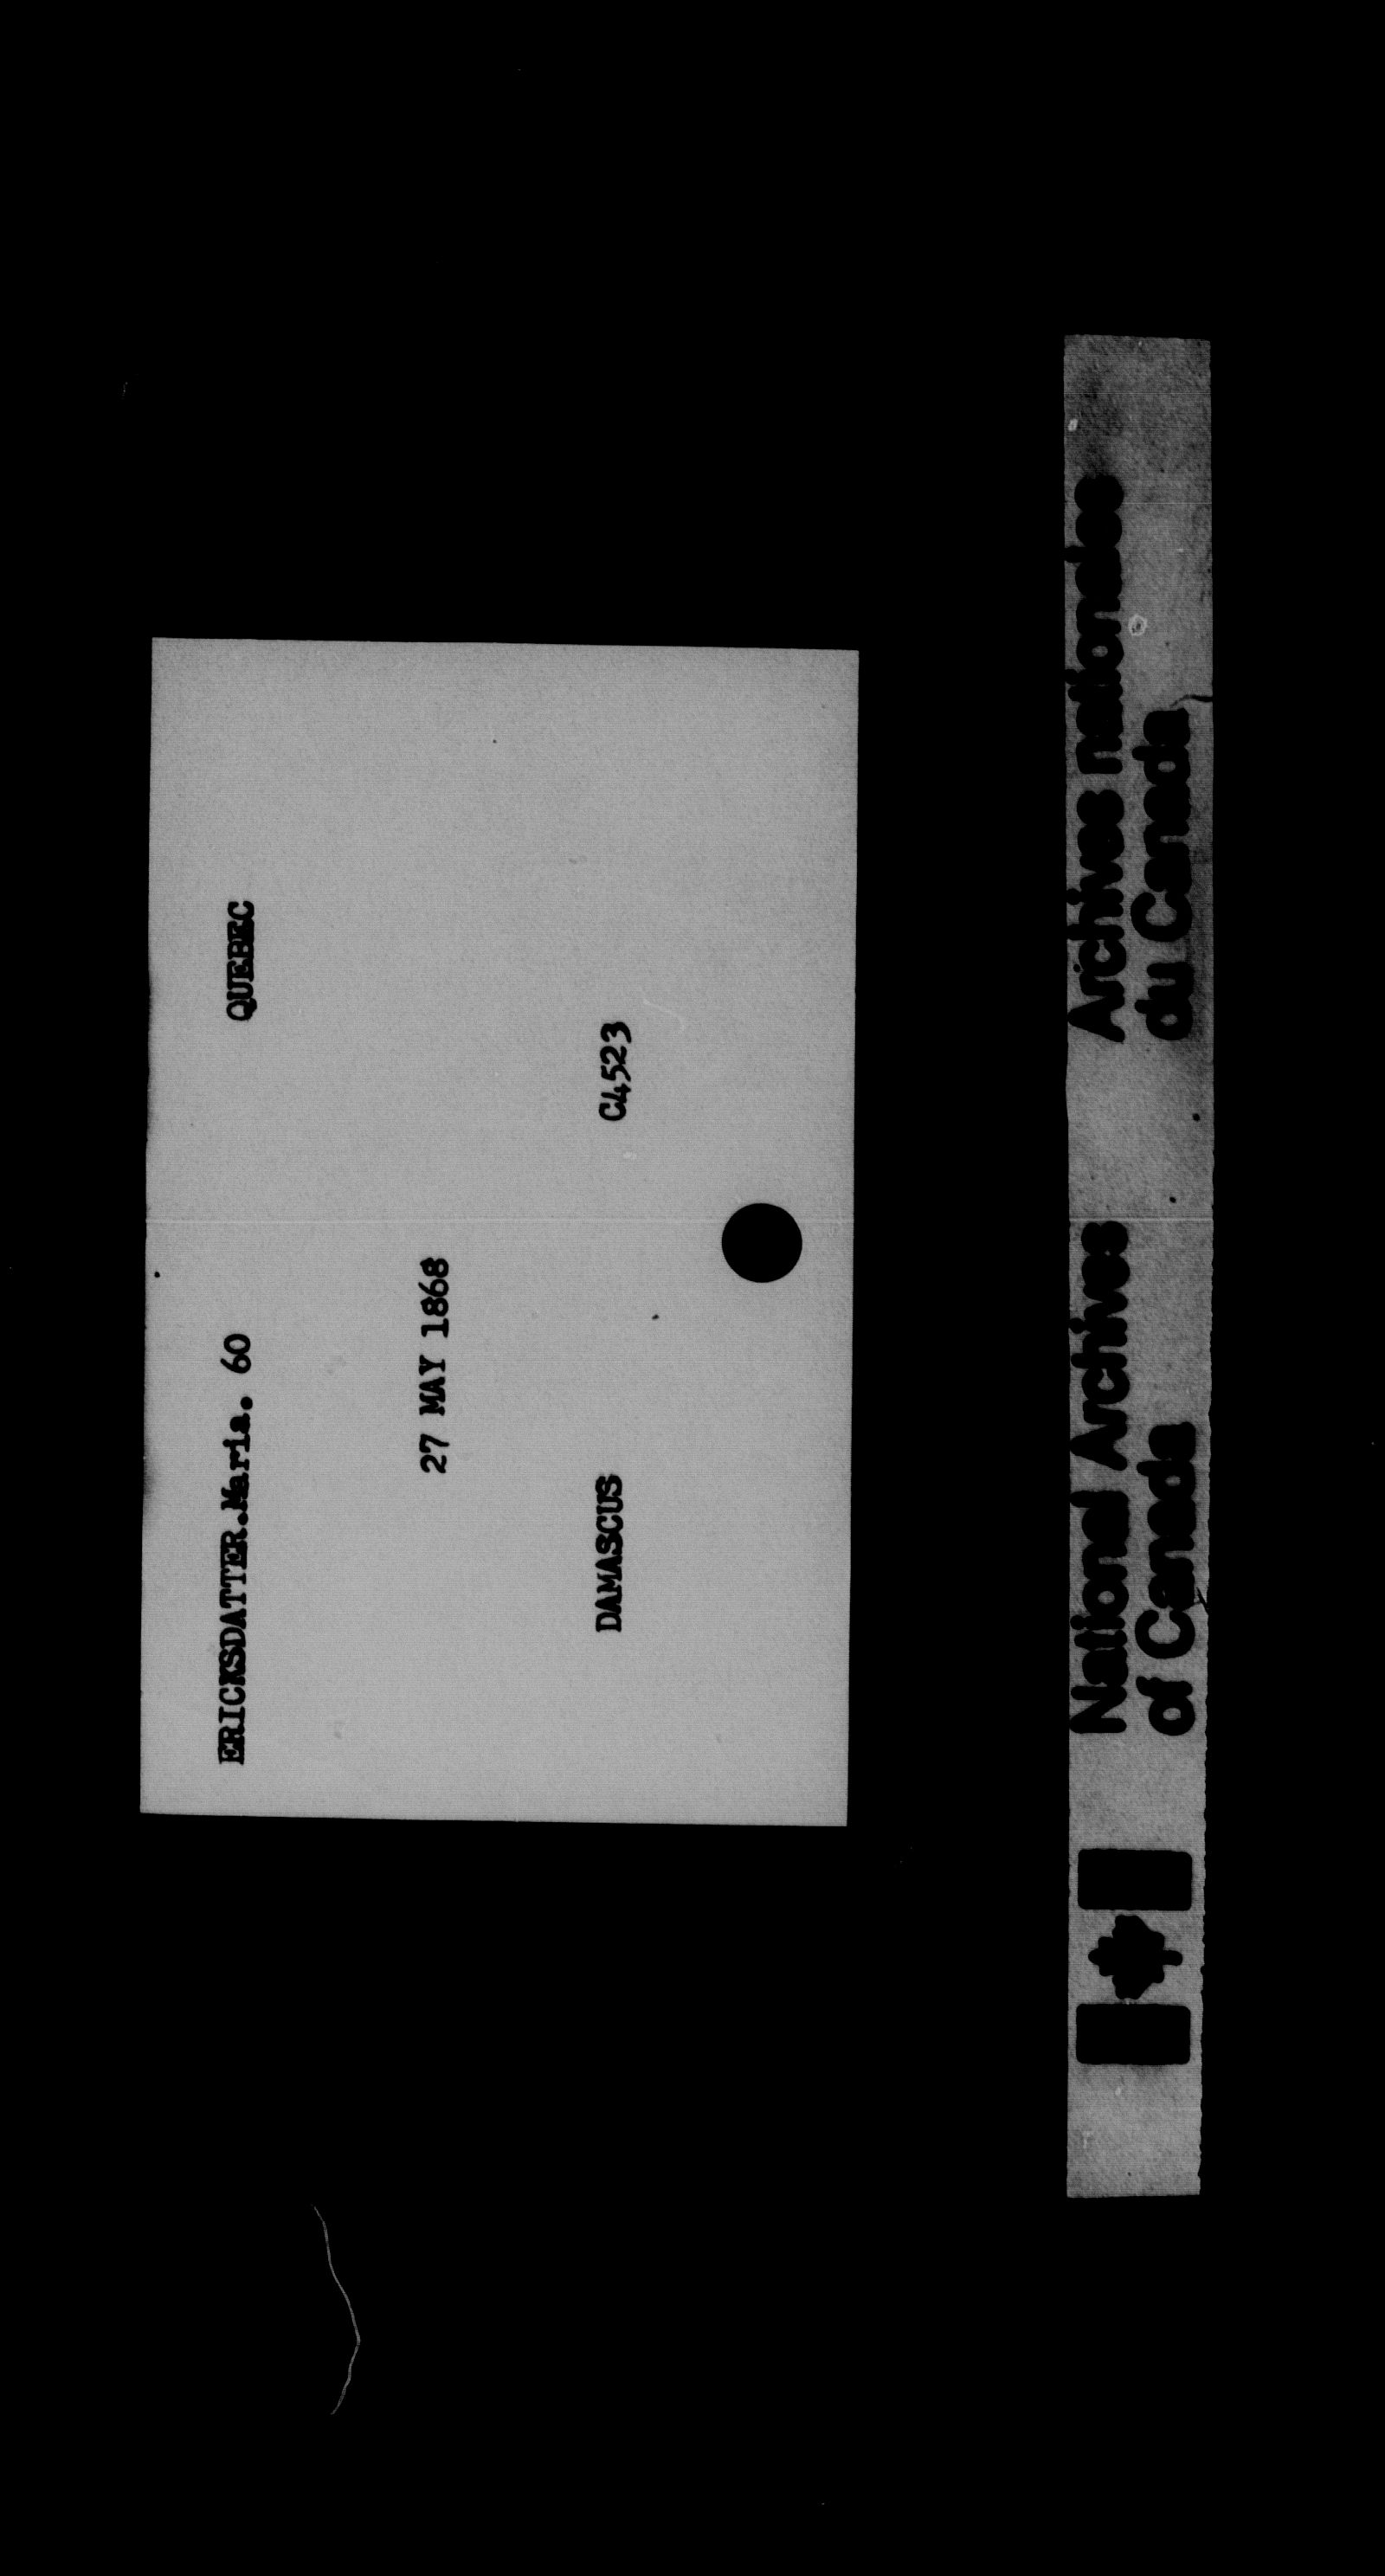 ERICKSDATTER.Maria. 60 QUEBEC
27 MAY 1868
DAMASCUS C4523
National Archives Archives nationales
of Canada du Canada